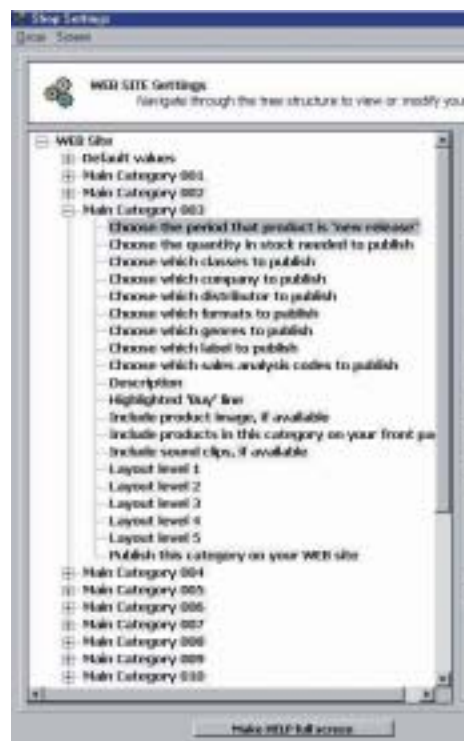 Shop Settings
Screen
WEB SITE Settings
Navigate through the tree structure to view or modify you
WEB Site
Default values
Main Category 001
Main Category 002
Main Category 003
Choose the period that product is 'new release'
Choose the quantity in stock needed to publish
Choose which classes to publish
Choose which company to publish
Choose which distributor to publish
Choose which formats to publish
Choose which genres to publish
Choose which label to publish
Choose which sales analysis codes to publish
Description
Highlighted 'Buy' line
Include product image, if available
Include products in this category on your front pa
Include sound clips, if available
Layout level 1
Layout level 2
Layout level 3
Layout level 4
Layout level 5
Publish this category on your WEB site
Main Category 004
Main Category 005
Main Category 006
Main Category 007
Main Category 008
Main Category 009
Main Category 010
Make HELP full screen